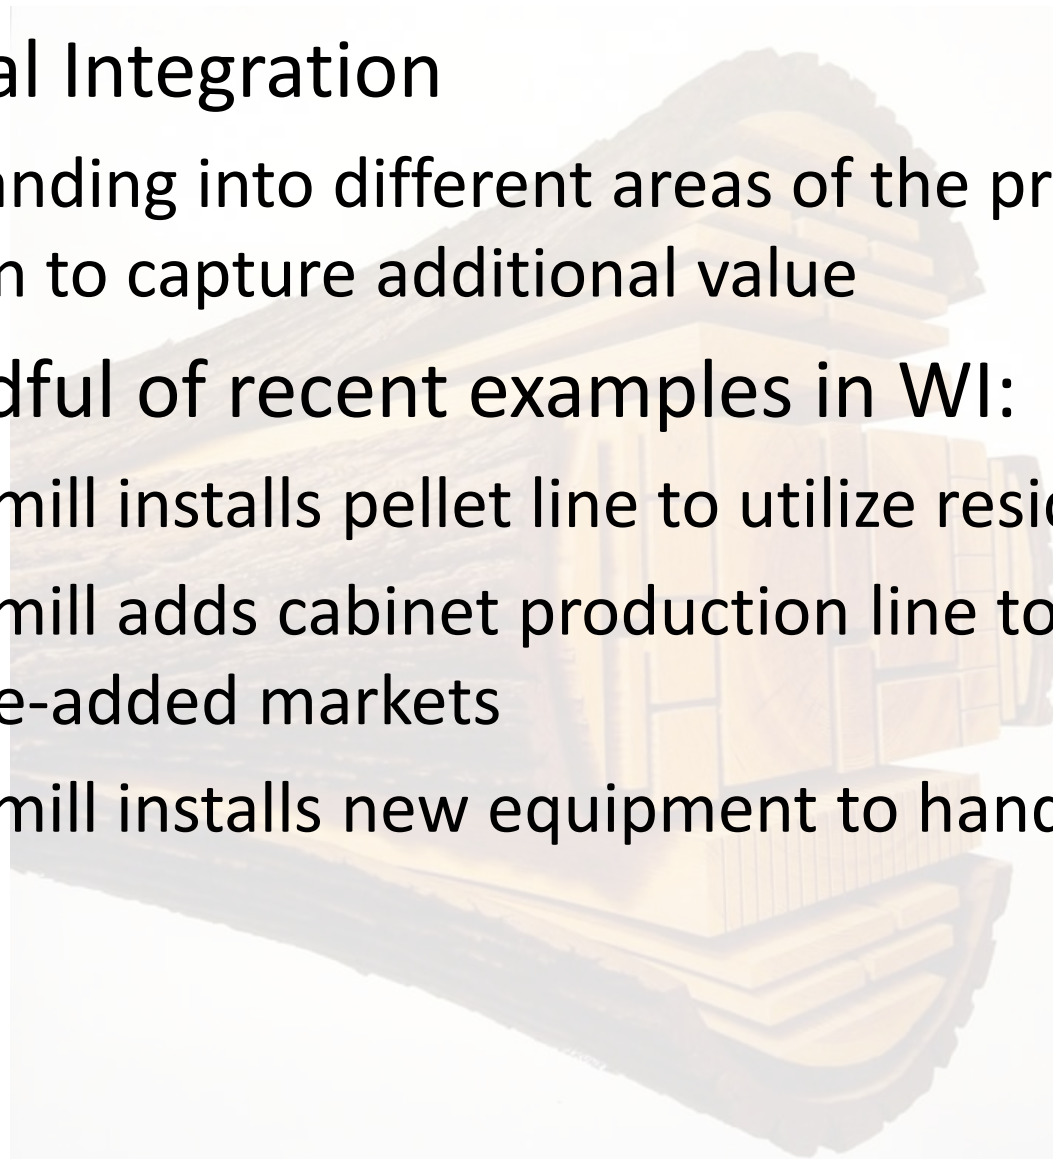 al Integration
anding into different areas of the pr
n to capture additional value
dful of recent examples in WI:
mill installs pellet line to utilize resid
mill adds cabinet production line to
e-added markets
mill installs new equipment to hand